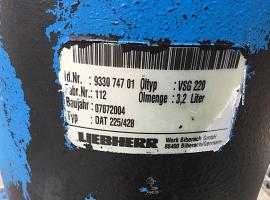 Id.Nr. : 9330 747 01 Öltyp : VSG 220
Fabr.Nr.: 112 Ölmenge : 3,2 Liter
Baujahr : 07072004
Typ : DAT 225/428
LIEBHERR Werk Biberach GmbH
88400 Biberach/Germany